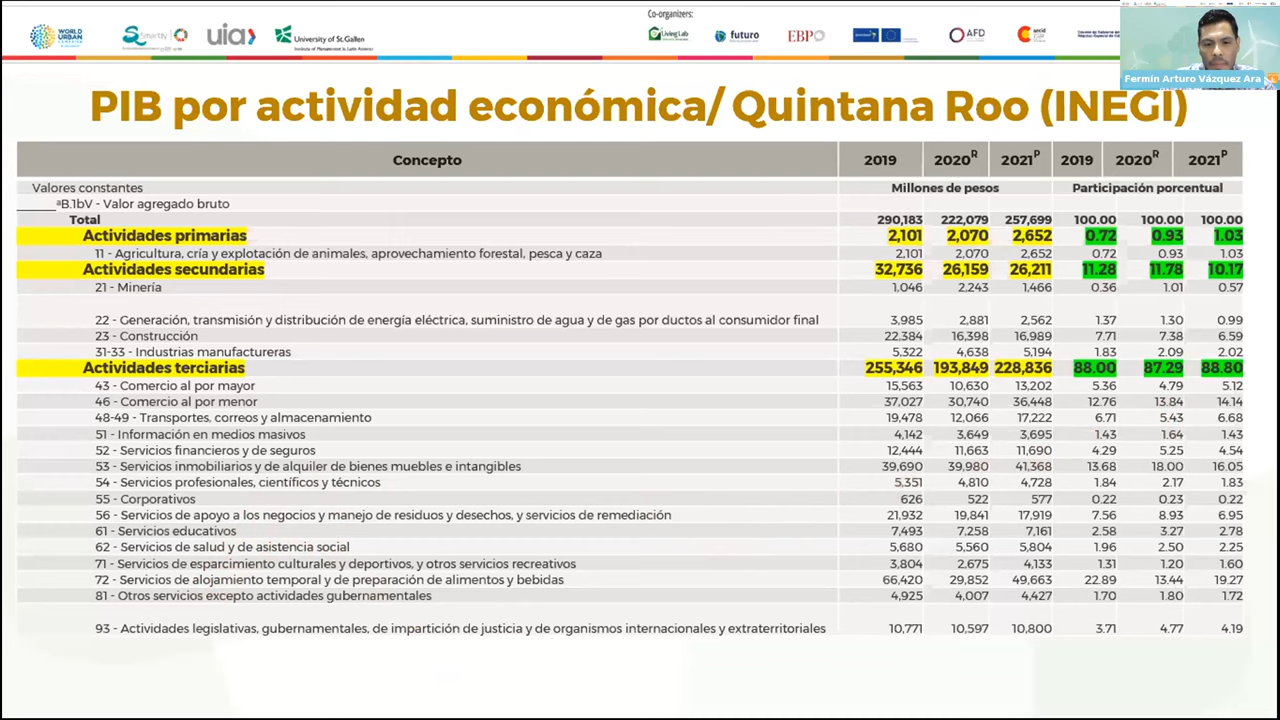 Co-organizers:
WORLD URBAN CAMPAIGN
Smartly
uia
University of St.Gallen
Institute of Management in Latin America
Living Lab
futuro
EBP
AFD
aecid
Fermín Arturo Vázquez Ara
PIB por actividad económica/ Quintana Roo (INEGI)
Concepto 2019 2020R 2021P 2019 2020R 2021P
Valores constantes Millones de pesos Participación porcentual
______ªB.1bV - Valor agregado bruto
Total 290,183 222,079 257,699 100.00 100.00 100.00
Actividades primarias 2,101 2,070 2,652 0.72 0.93 1.03
11 - Agricultura, cría y explotación de animales, aprovechamiento forestal, pesca y caza 2,101 2,070 2,652 0.72 0.93 1.03
Actividades secundarias 32,736 26,159 26,211 11.28 11.78 10.17
21 - Minería 1,046 2,243 1,466 0.36 1.01 0.57
22 - Generación, transmisión y distribución de energía eléctrica, suministro de agua y de gas por ductos al consumidor final 3,985 2,881 2,562 1.37 1.30 0.99
23 - Construcción 22,384 16,398 16,989 7.71 7.38 6.59
31-33 - Industrias manufactureras 5,322 4,638 5,194 1.83 2.09 2.02
Actividades terciarias 255,346 193,849 228,836 88.00 87.29 88.80
43 - Comercio al por mayor 15,563 10,630 13,202 5.36 4.79 5.12
46 - Comercio al por menor 37,027 30,740 36,448 12.76 13.84 14.14
48-49 - Transportes, correos y almacenamiento 19,478 12,066 17,222 6.71 5.43 6.68
51 - Información en medios masivos 4,142 3,649 3,695 1.43 1.64 1.43
52 - Servicios financieros y de seguros 12,444 11,663 11,690 4.29 5.25 4.54
53 - Servicios inmobiliarios y de alquiler de bienes muebles e intangibles 39,690 39,980 41,368 13.68 18.00 16.05
54 - Servicios profesionales, científicos y técnicos 5,351 4,810 4,728 1.84 2.17 1.83
55 - Corporativos 626 522 577 0.22 0.23 0.22
56 - Servicios de apoyo a los negocios y manejo de residuos y desechos, y servicios de remediación 21,932 19,841 17,919 7.56 8.93 6.95
61 - Servicios educativos 7,493 7,258 7,161 2.58 3.27 2.78
62 - Servicios de salud y de asistencia social 5,680 5,560 5,804 1.96 2.50 2.25
71 - Servicios de esparcimiento culturales y deportivos, y otros servicios recreativos 3,804 2,675 4,133 1.31 1.20 1.60
72 - Servicios de alojamiento temporal y de preparación de alimentos y bebidas 66,420 29,852 49,663 22.89 13.44 19.27
81 - Otros servicios excepto actividades gubernamentales 4,925 4,007 4,427 1.70 1.80 1.72
93 - Actividades legislativas, gubernamentales, de impartición de justicia y de organismos internacionales y extraterritoriales 10,771 10,597 10,800 3.71 4.77 4.19